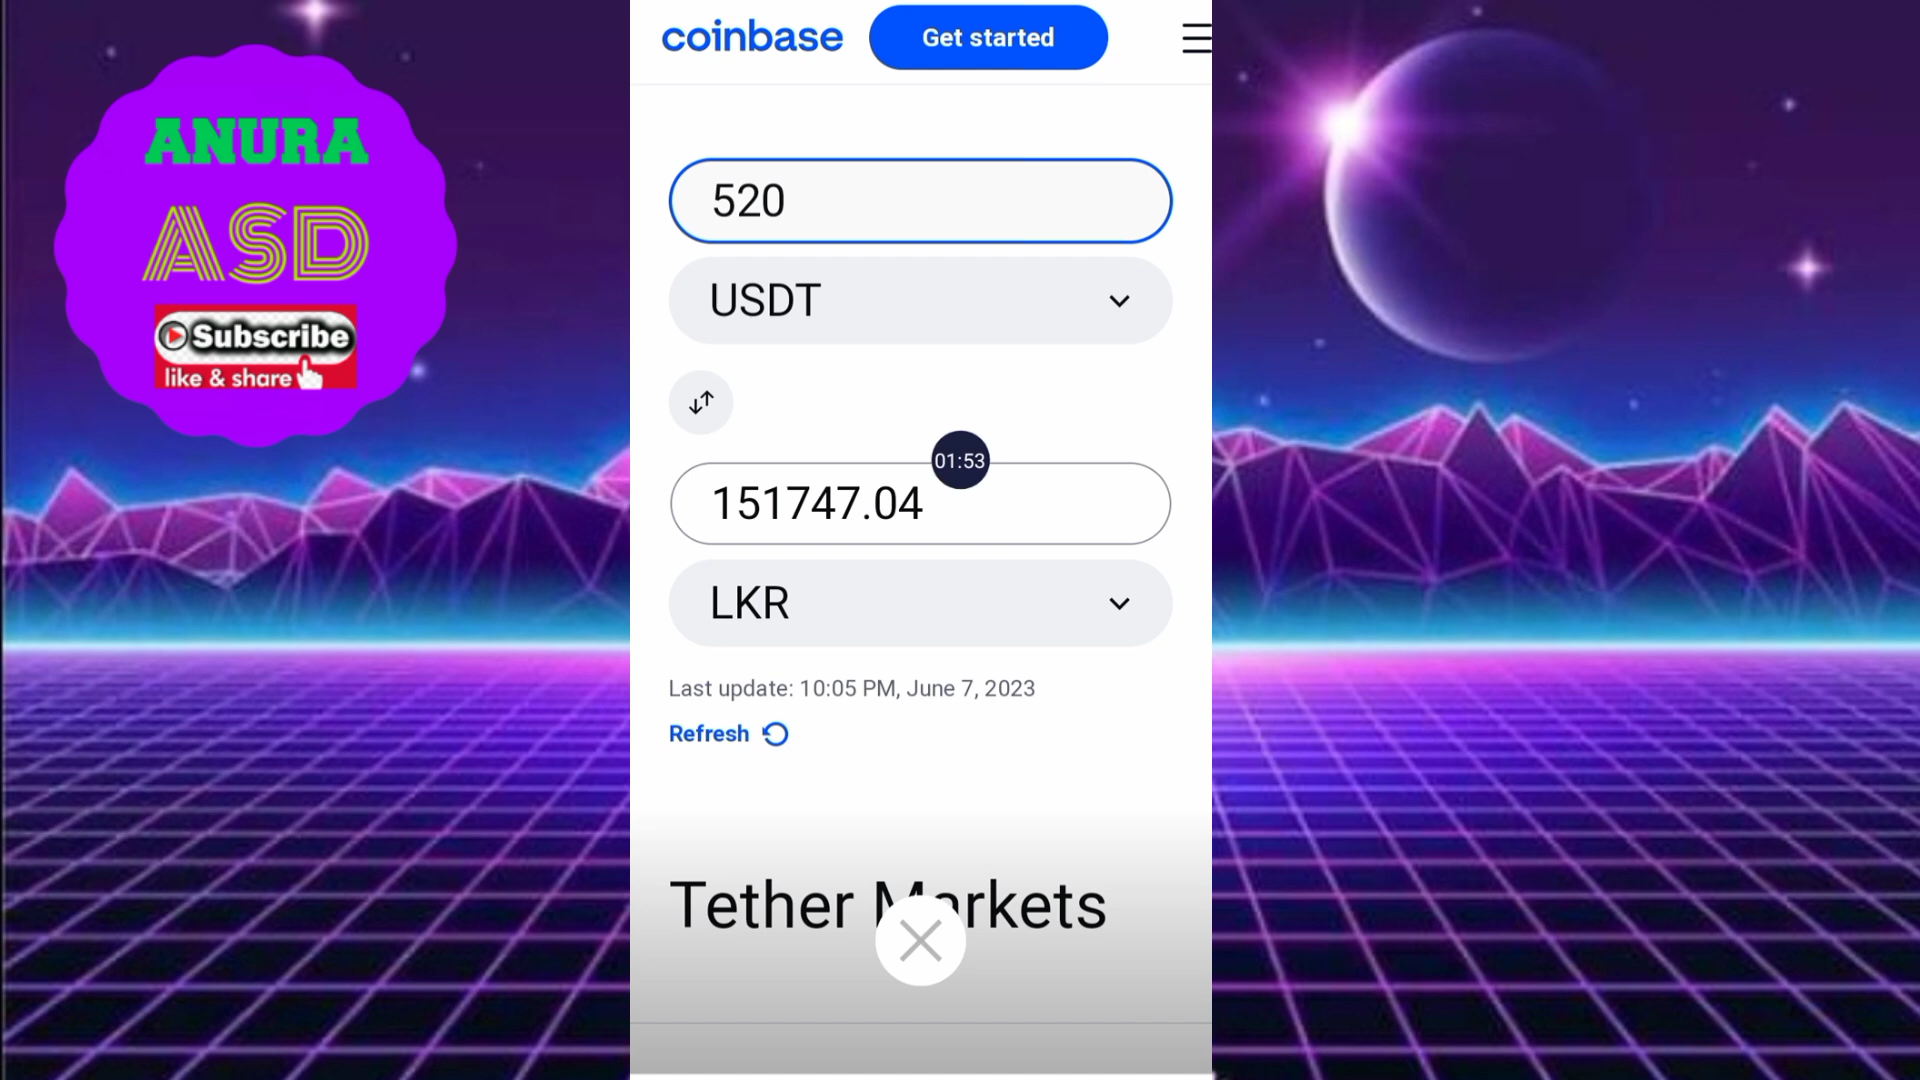 ANURA
ASD
Subscribe
like & share
coinbase
Get started
520
USDT
01:53
151747.04
LKR
Last update: 10:05 PM, June 7, 2023
Refresh
Tether Markets